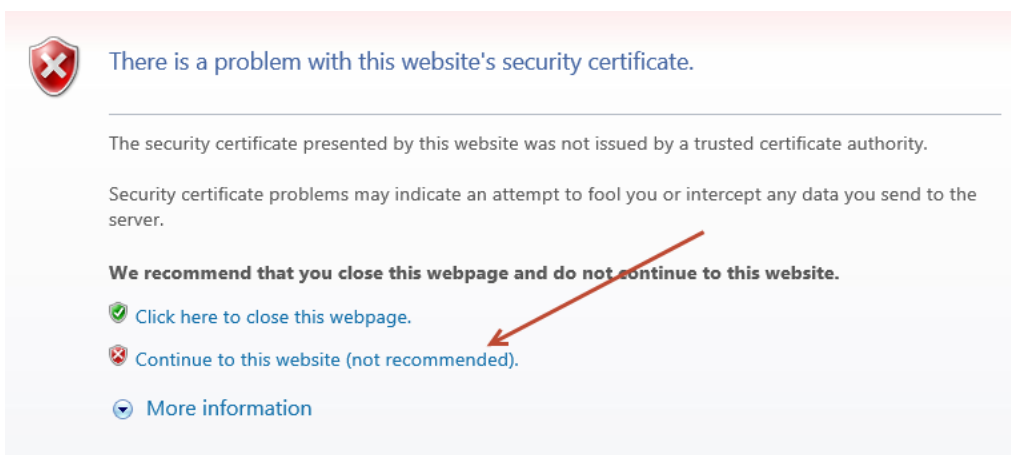 There is a problem with this website's security certificate.
The security certificate presented by this website was not issued by a trusted certificate authority.
Security certificate problems may indicate an attempt to fool you or intercept any data you send to the
server.
We recommend that you close this webpage and do not continue to this website.
Click here to close this webpage.
Continue to this website (not recommended).
More information